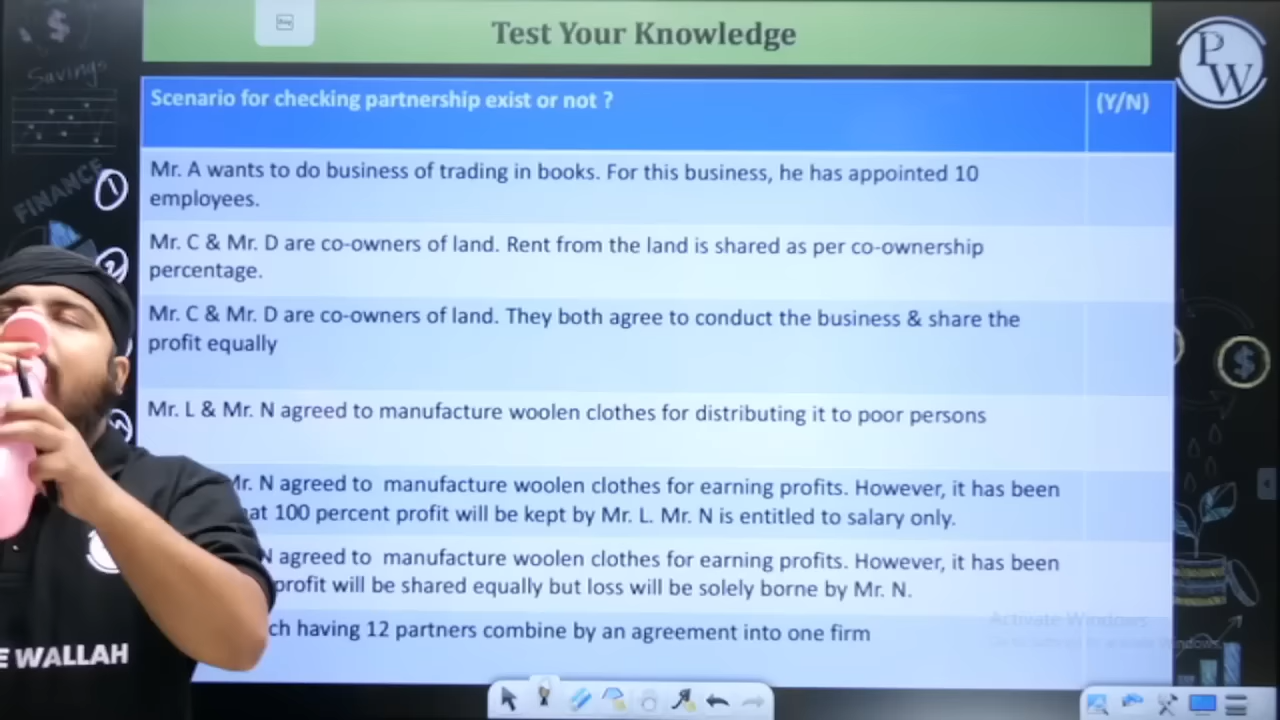 Test Your Knowledge
P
W
Savings
FINANCE
Scenario for checking partnership exist or not ?
(Y/N)
1
Mr. A wants to do business of trading in books. For this business, he has appointed 10
employees.
2
Mr. C & Mr. D are co-owners of land. Rent from the land is shared as per co-ownership
percentage.
Mr. C & Mr. D are co-owners of land. They both agree to conduct the business & share the
profit equally
Mr. L & Mr. N agreed to manufacture woolen clothes for distributing it to poor persons
Mr. N agreed to manufacture woolen clothes for earning profits. However, it has been
at 100 percent profit will be kept by Mr. L. Mr. N is entitled to salary only.
N agreed to manufacture woolen clothes for earning profits. However, it has been
profit will be shared equally but loss will be solely borne by Mr. N.
ch having 12 partners combine by an agreement into one firm
Activate Windows
E WALLAH